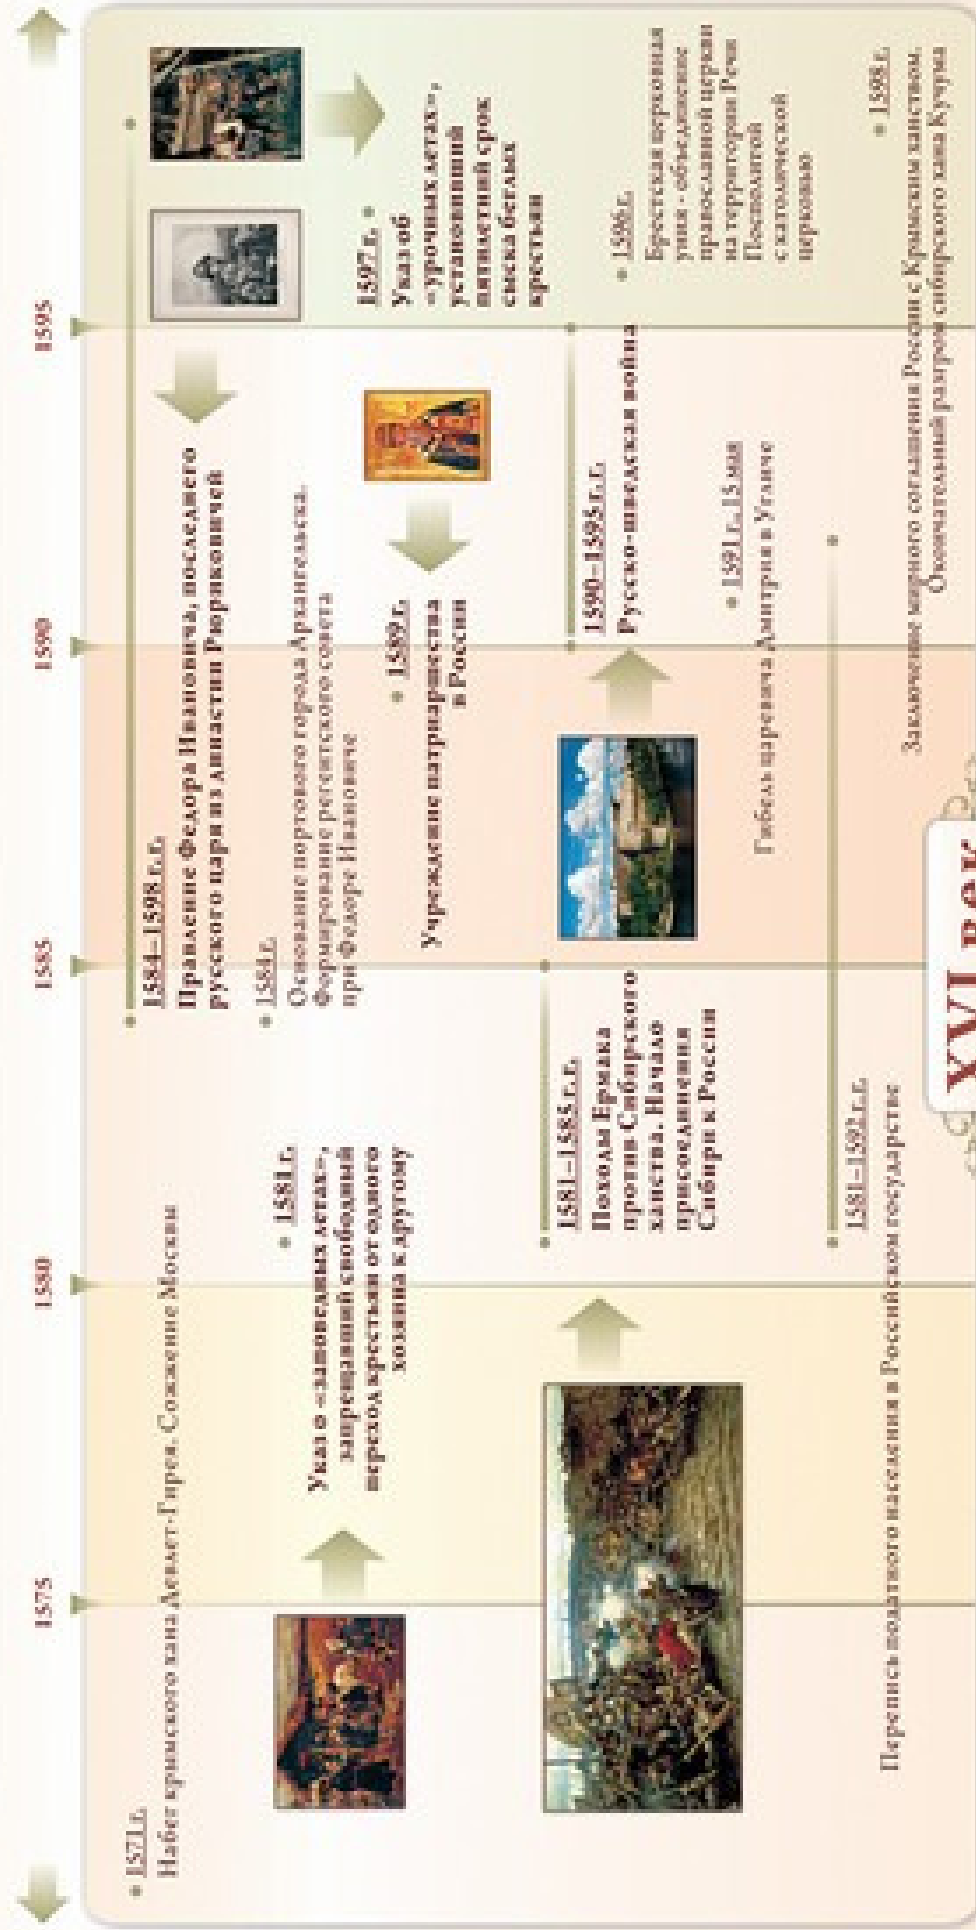 1575
1580
1585
1590
1595
1571 г.
Набег крымского хана Девлет-Гирея. Сожжение Москвы
1581 г.
Указ о «заповедных летах»,
запрещавший свободный
переход крестьян от одного
хозяина к другому
1581–1585 г.г.
Походы Ермака
против Сибирского
ханства. Начало
присоединения
Сибири к России
1581–1592 г.г.
Перепись податного населения в Российском государстве
1584–1598 г.г.
Правление Федора Ивановича, последнего
русского царя из династии Рюриковичей
1584 г.
Основание портового города Архангельска.
Формирование регентского совета
при Федоре Ивановиче
1589 г.
Учреждение патриаршества
в России
1590–1595 г.г.
Русско-шведская война
1591 г., 15 мая
Гибель царевича Дмитрия в Угличе
1597 г.
Указ об
«урочных летах»,
установивший
пятилетний срок
сыска беглых
крестьян
1596 г.
Брестская церковная
уния - объединение
православной церкви
на территории Речи
Посполитой
с католической
церковью
1598 г.
Заключение мирного соглашения России с Крымским ханством.
Окончательный разгром сибирского хана Кучума
XVI век